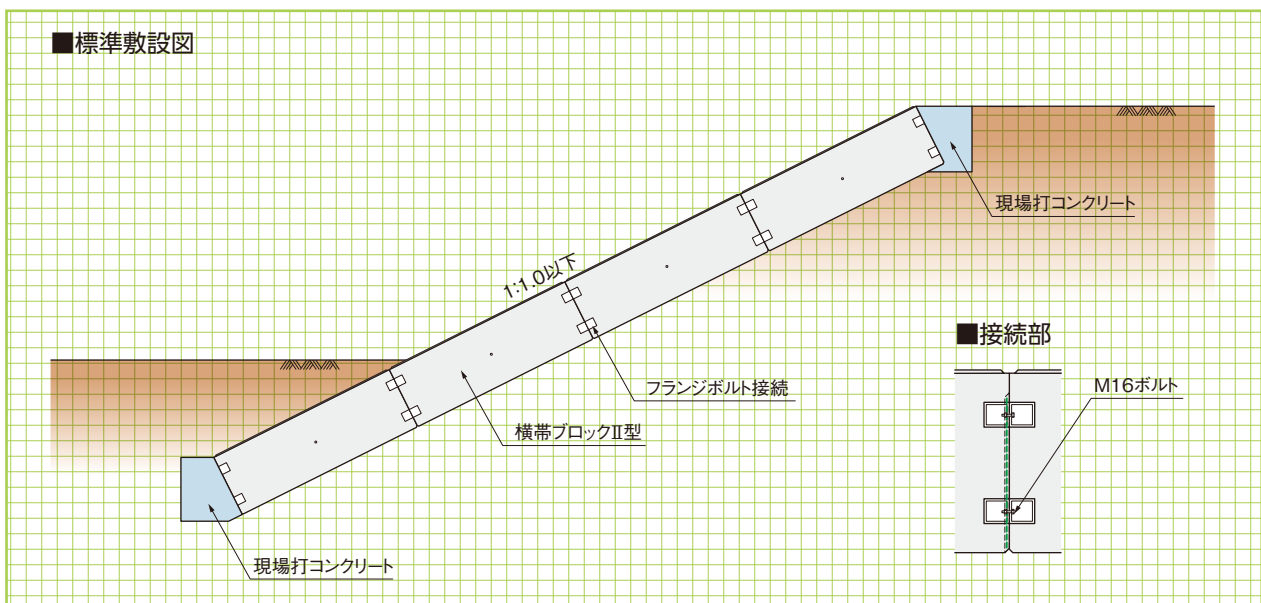 ■標準敷設図
現場打コンクリート
1:1.0以下
■接続部
M16ボルト
フランジボルト接続
横帯ブロックⅡ型
現場打コンクリート